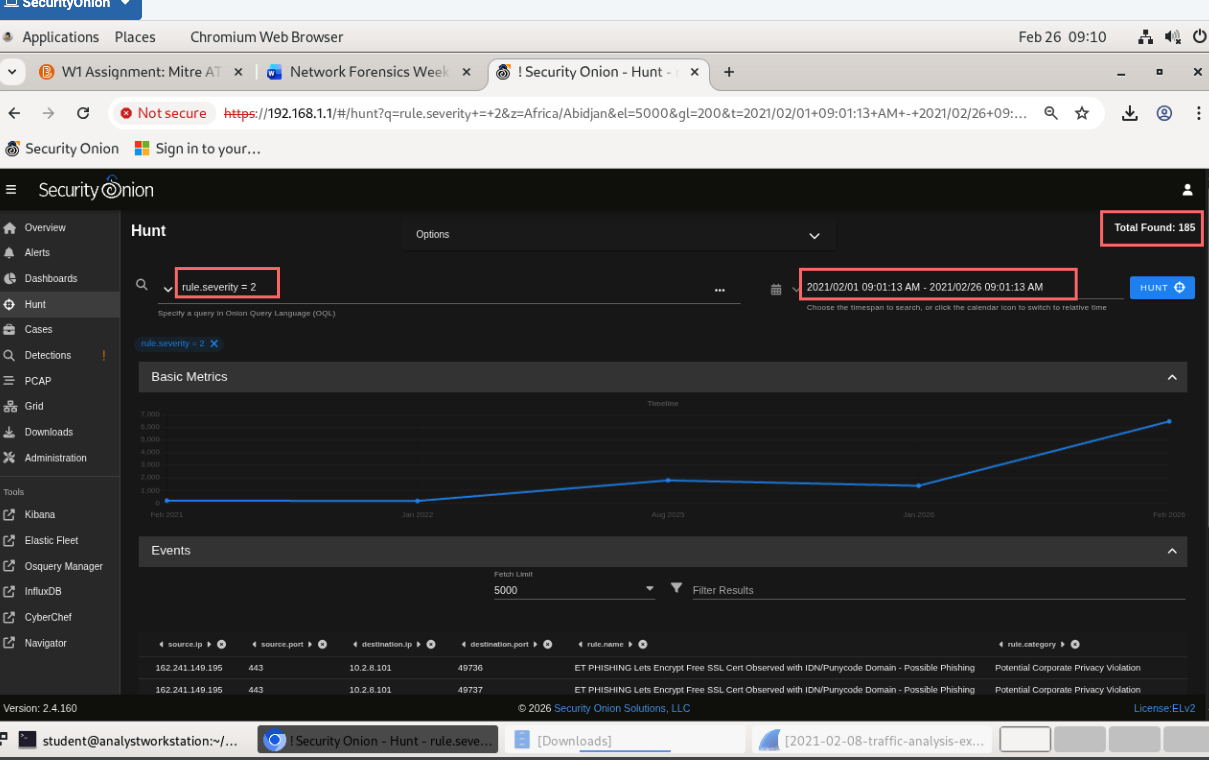 SecurityOnion
Applications Places Chromium Web Browser Feb 26 09:10
W1 Assignment: Mitre AT × Network Forensics Week × ! Security Onion - Hunt - × +
Not secure https://192.168.1.1/#/hunt?q=rule.severity+=+2&z=Africa/Abidjan&el=5000&gl=200&t=2021/02/01+09:01:13+AM+-+2021/02/26+09:...
Security Onion Sign in to your...
Security Onion
Overview
Alerts
Dashboards
Hunt
Cases
Detections !
PCAP
Grid
Downloads
Administration
Tools
Kibana
Elastic Fleet
Osquery Manager
InfluxDB
CyberChef
Navigator
Hunt Options Total Found: 185
rule.severity = 2 ... 2021/02/01 09:01:13 AM - 2021/02/26 09:01:13 AM HUNT
Specify a query in Onion Query Language (OQL) Choose the timespan to search, or click the calendar icon to switch to relative time
rule.severity = 2 ×
Basic Metrics
Timeline
7,000
6,000
5,000
4,000
3,000
2,000
1,000
0
Feb 2021 Jan 2022 Aug 2025 Jan 2026 Feb 2026
Events
Fetch Limit
5000 Filter Results
source.ip source.port destination.ip destination.port rule.name rule.category
162.241.149.195 443 10.2.8.101 49736 ET PHISHING Lets Encrypt Free SSL Cert Observed with IDN/Punycode Domain - Possible Phishing Potential Corporate Privacy Violation
162.241.149.195 443 10.2.8.101 49737 ET PHISHING Lets Encrypt Free SSL Cert Observed with IDN/Punycode Domain - Possible Phishing Potential Corporate Privacy Violation
Version: 2.4.160 © 2026 Security Onion Solutions, LLC License:ELv2
student@analystworkstation:~/... ! Security Onion - Hunt - rule.seve... [Downloads] [2021-02-08-traffic-analysis-ex...